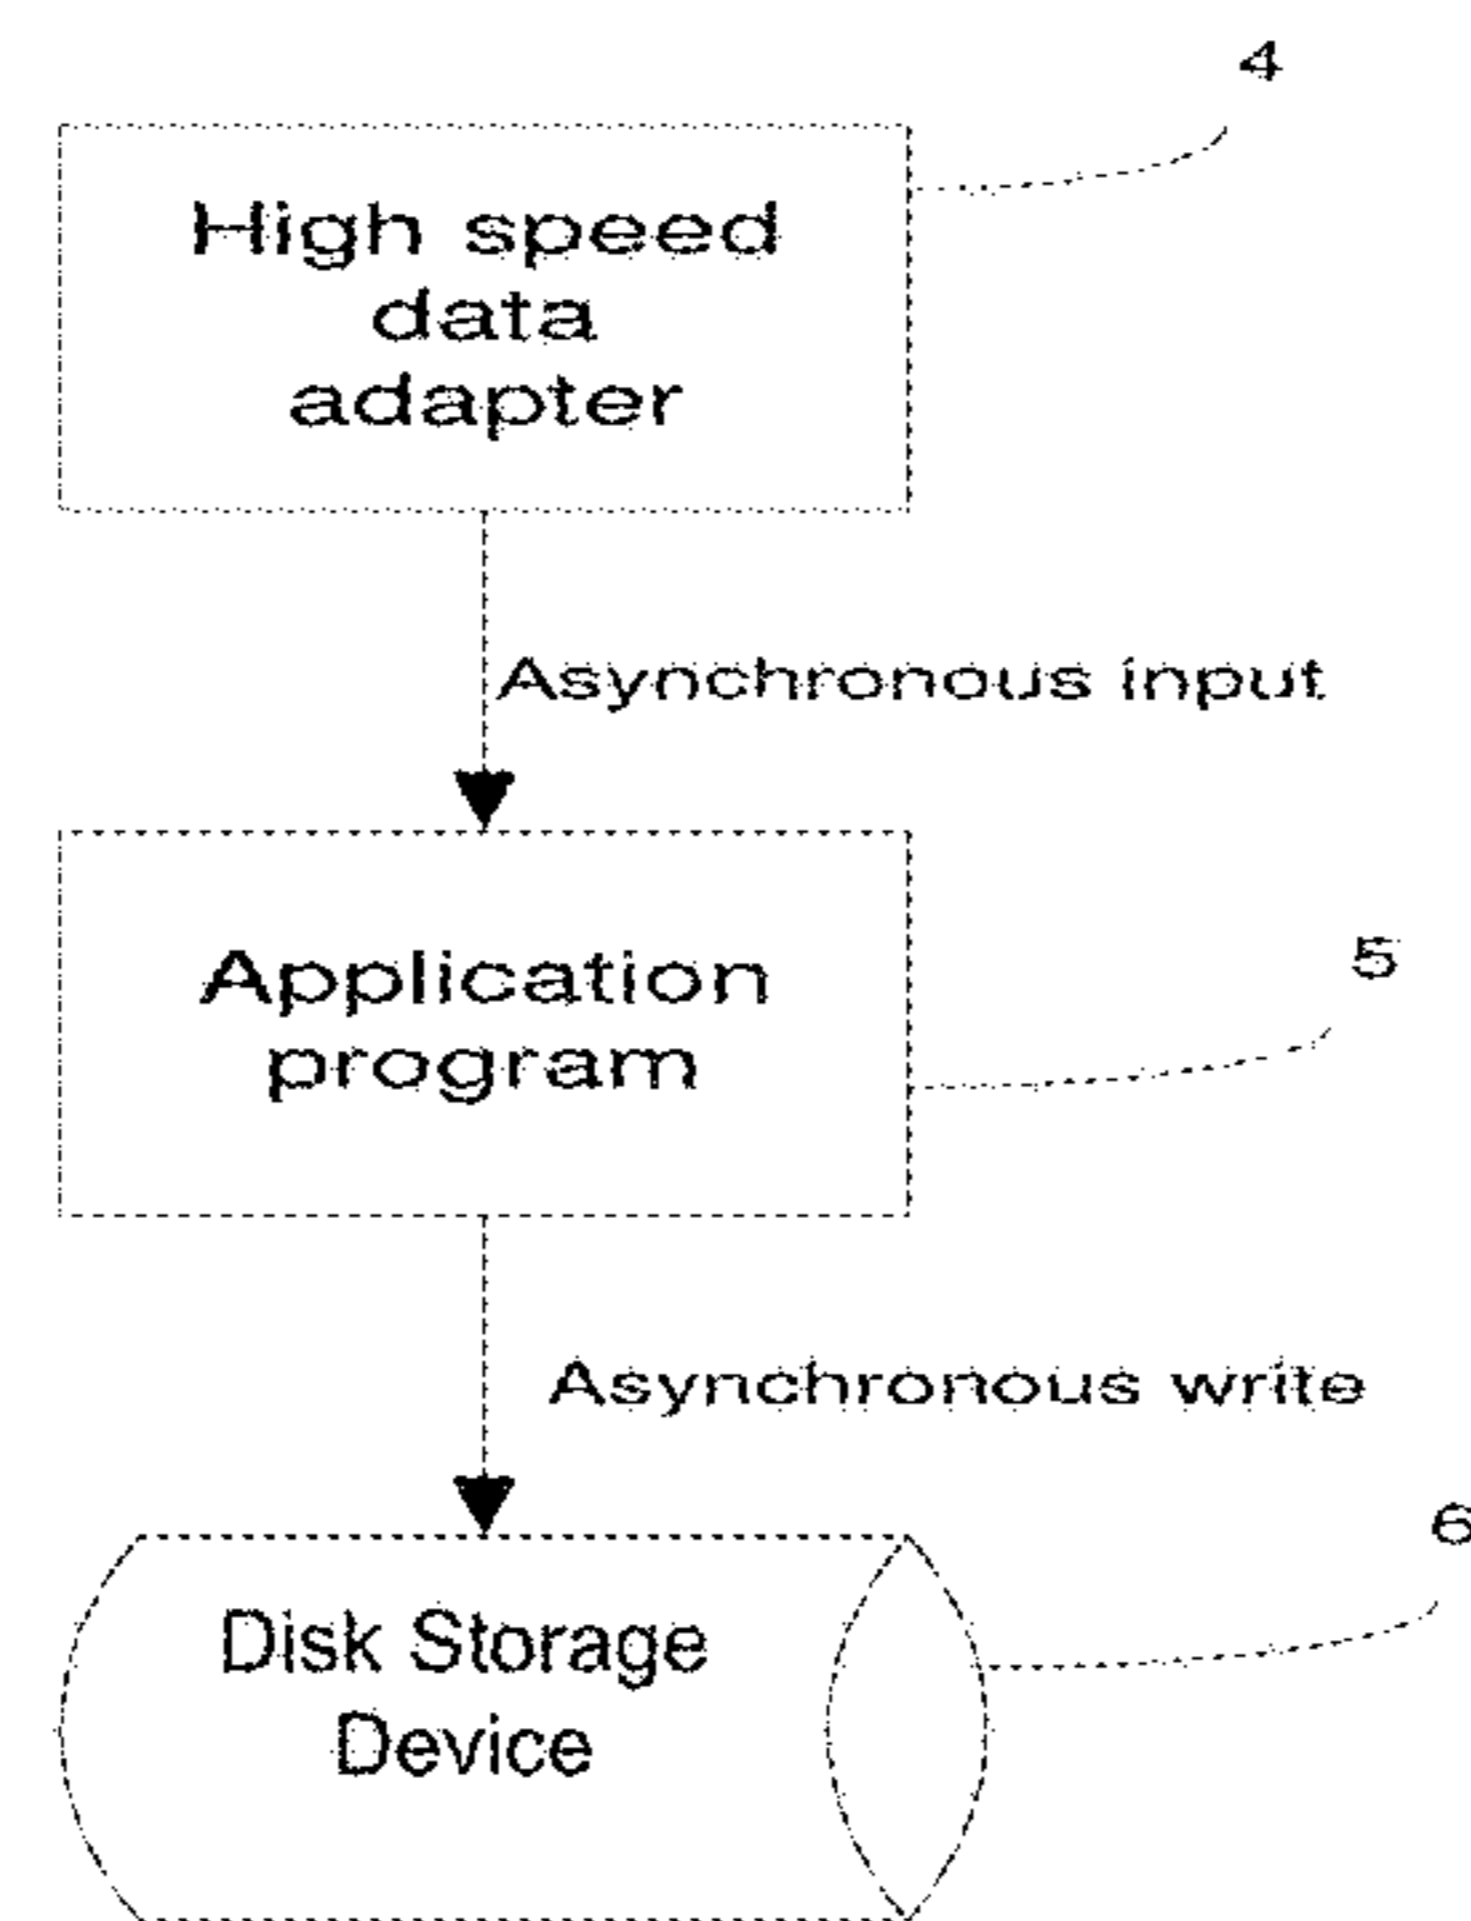 4
High speed
data
adapter
Asynchronous input
Application
program
5
Asynchronous write
6
Disk Storage
Device